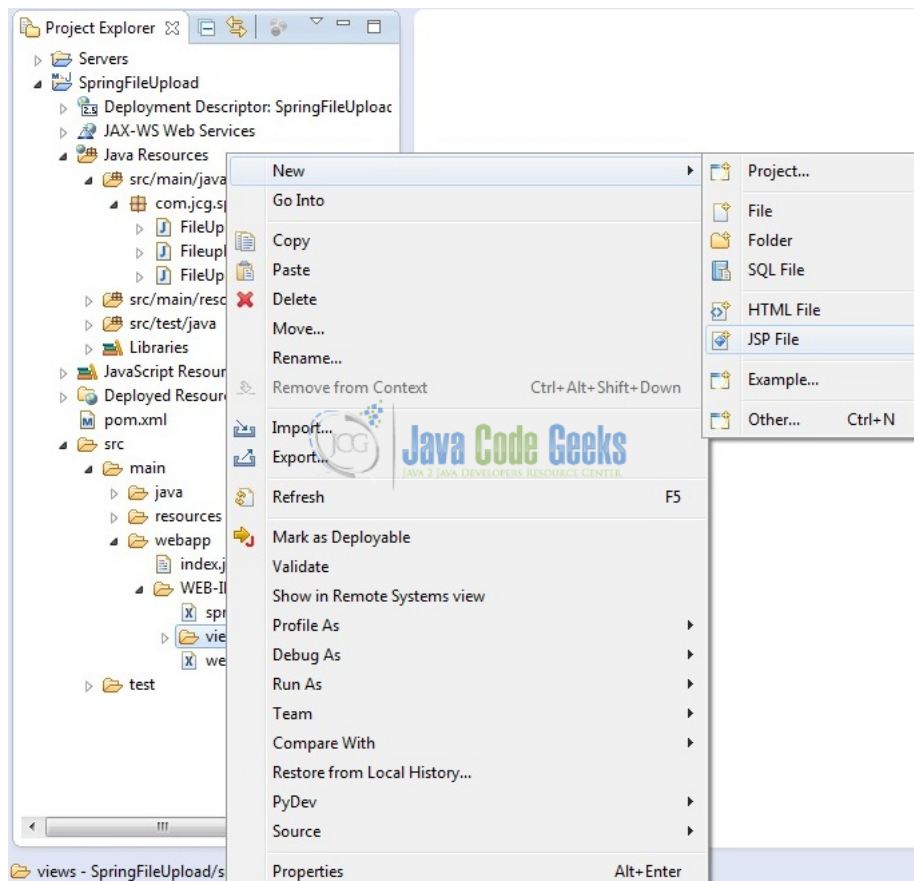 Project Explorer
Servers
SpringFileUpload
Deployment Descriptor: SpringFileUploac
JAX-WS Web Services
Java Resources
src/main/java
com.jcg.s
FileUp
Fileupl
FileUp
src/main/reso
src/test/java
Libraries
JavaScript Resour
Deployed Resour
pom.xml
src
main
java
resources
webapp
index.j
WEB-I
spr
vie
we
test
views - SpringFileUpload/s
New
Go Into
Copy
Paste
Delete
Move...
Rename...
Remove from Context Ctrl+Alt+Shift+Down
Import...
Export...
Refresh F5
Mark as Deployable
Validate
Show in Remote Systems view
Profile As
Debug As
Run As
Team
Compare With
Restore from Local History...
PyDev
Source
Properties Alt+Enter
Project...
File
Folder
SQL File
HTML File
JSP File
Example...
Other... Ctrl+N
JCG
Java Code Geeks
JAVA 2 JAVA DEVELOPERS RESOURCE CENTER